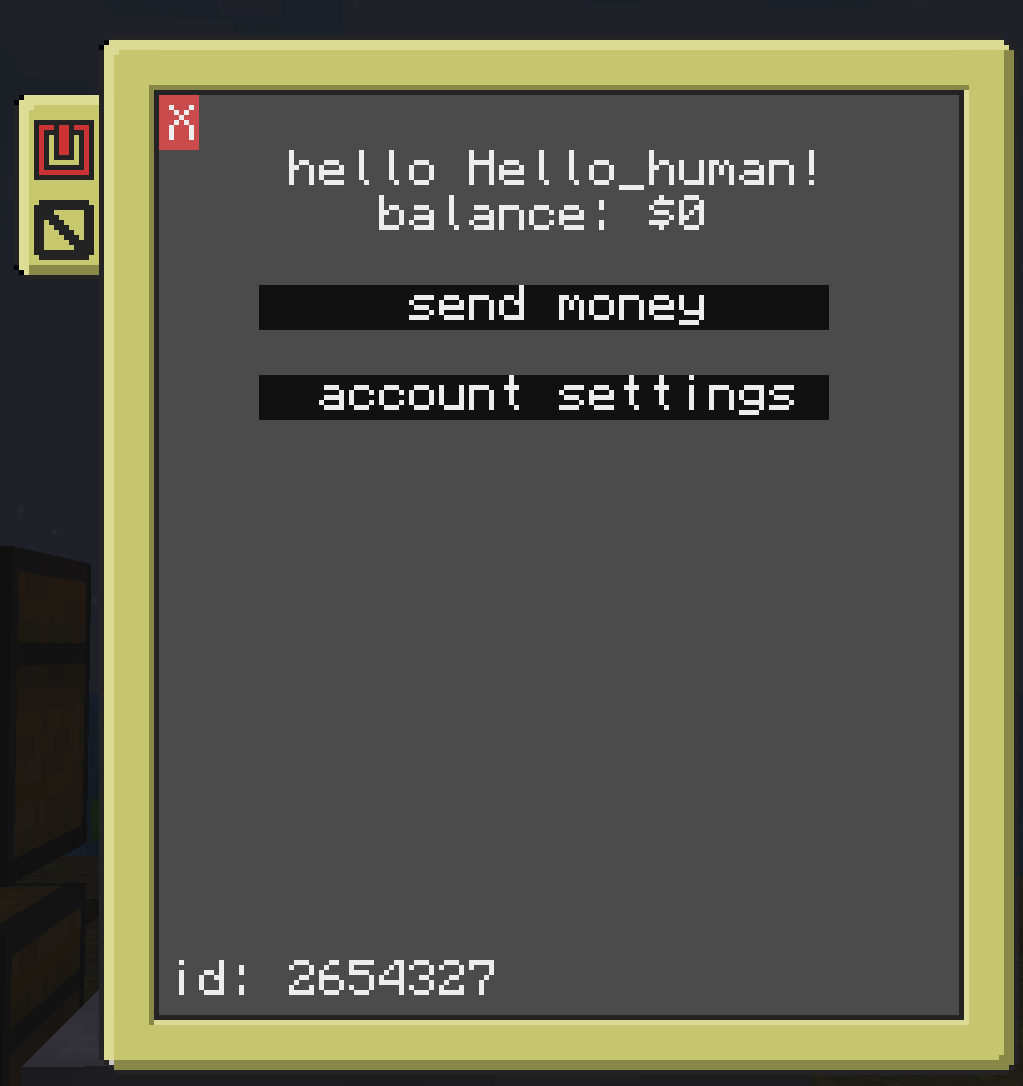 X
hello Hello_human!
balance: $0
send money
account settings
id: 2654327